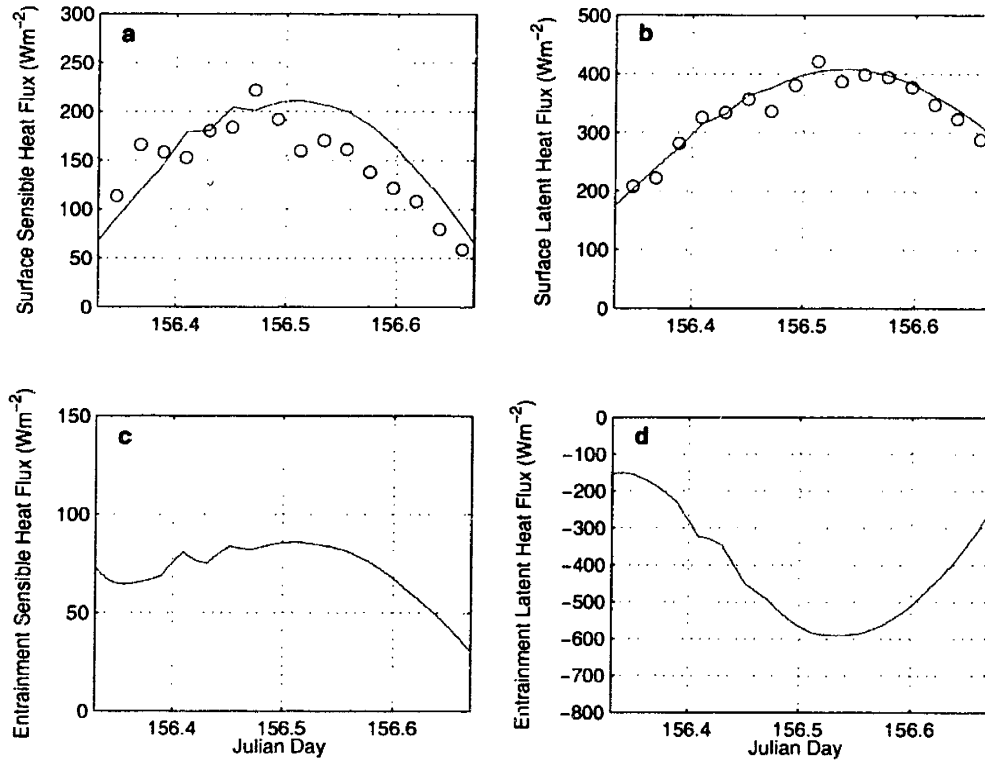 a
Surface Sensible Heat Flux (Wm⁻²)
300
250
200
150
100
50
0
156.4 156.5 156.6
b
Surface Latent Heat Flux (Wm⁻²)
500
400
300
200
100
0
156.4 156.5 156.6
c
Entrainment Sensible Heat Flux (Wm⁻²)
150
100
50
0
156.4 156.5 156.6
Julian Day
d
Entrainment Latent Heat Flux (Wm⁻²)
0
-100
-200
-300
-400
-500
-600
-700
-800
156.4 156.5 156.6
Julian Day